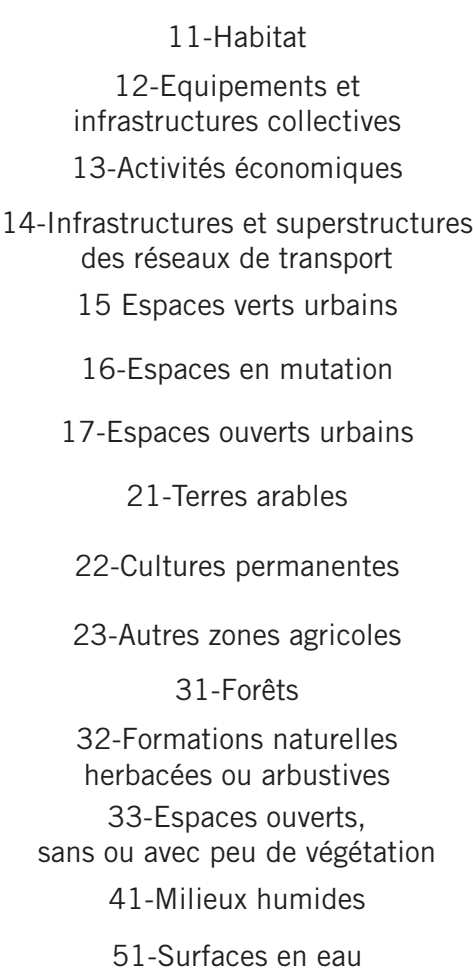 11-Habitat
12-Equipements et
infrastructures collectives
13-Activités économiques
14-Infrastructures et superstructures
des réseaux de transport
15 Espaces verts urbains
16-Espaces en mutation
17-Espaces ouverts urbains
21-Terres arables
22-Cultures permanentes
23-Autres zones agricoles
31-Forêts
32-Formations naturelles
herbacées ou arbustives
33-Espaces ouverts,
sans ou avec peu de végétation
41-Milieux humides
51-Surfaces en eau